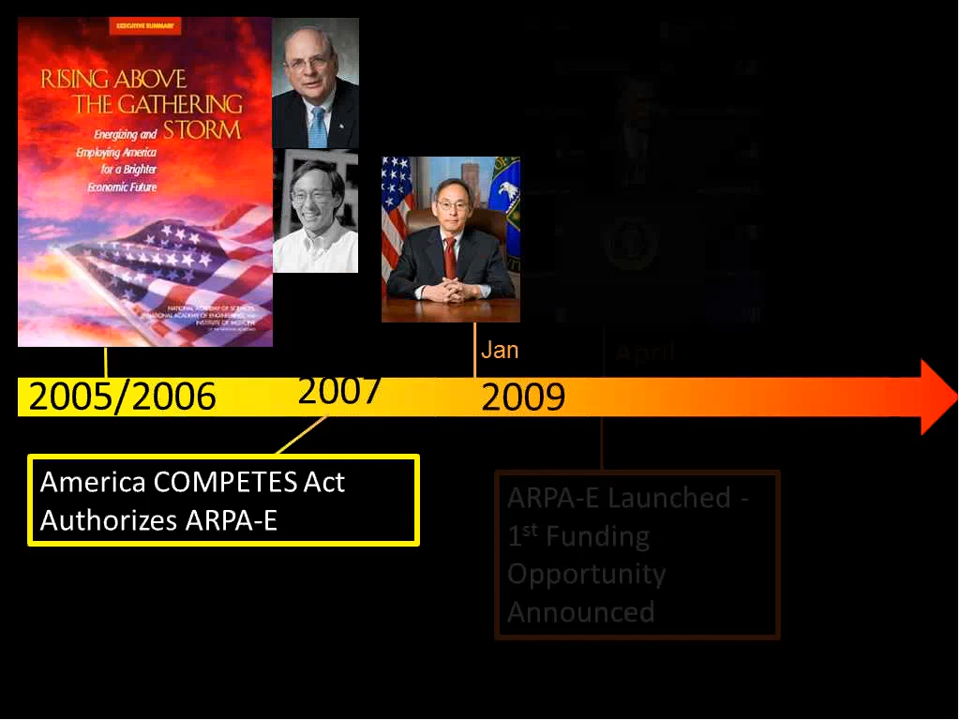 EXECUTIVE SUMMARY
RISING ABOVE
THE GATHERING
STORM
Energizing and
Employing America
for a Brighter
Economic Future
NATIONAL ACADEMY OF SCIENCES,
NATIONAL ACADEMY OF ENGINEERING, AND
INSTITUTE OF MEDICINE
Jan
April
2005/2006
2007
2009
America COMPETES Act
Authorizes ARPA-E
ARPA-E Launched -
1st Funding
Opportunity
Announced